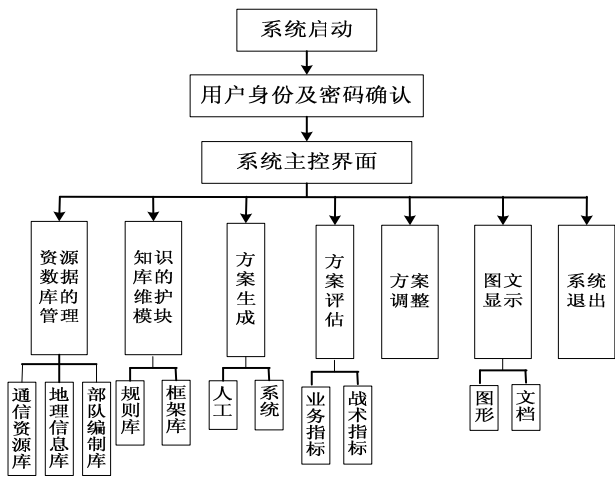 系统启动
用户身份及密码确认
系统主控界面
资源
数据
库的
管理
知识
库的
维护
模块
方案生成
方案评估
方案
调整
图文
显示
系统
退出
通信资源库
地理信息库
部队编制库
规则库
框架库
人工
系统
业务指标
战术指标
图形
文档